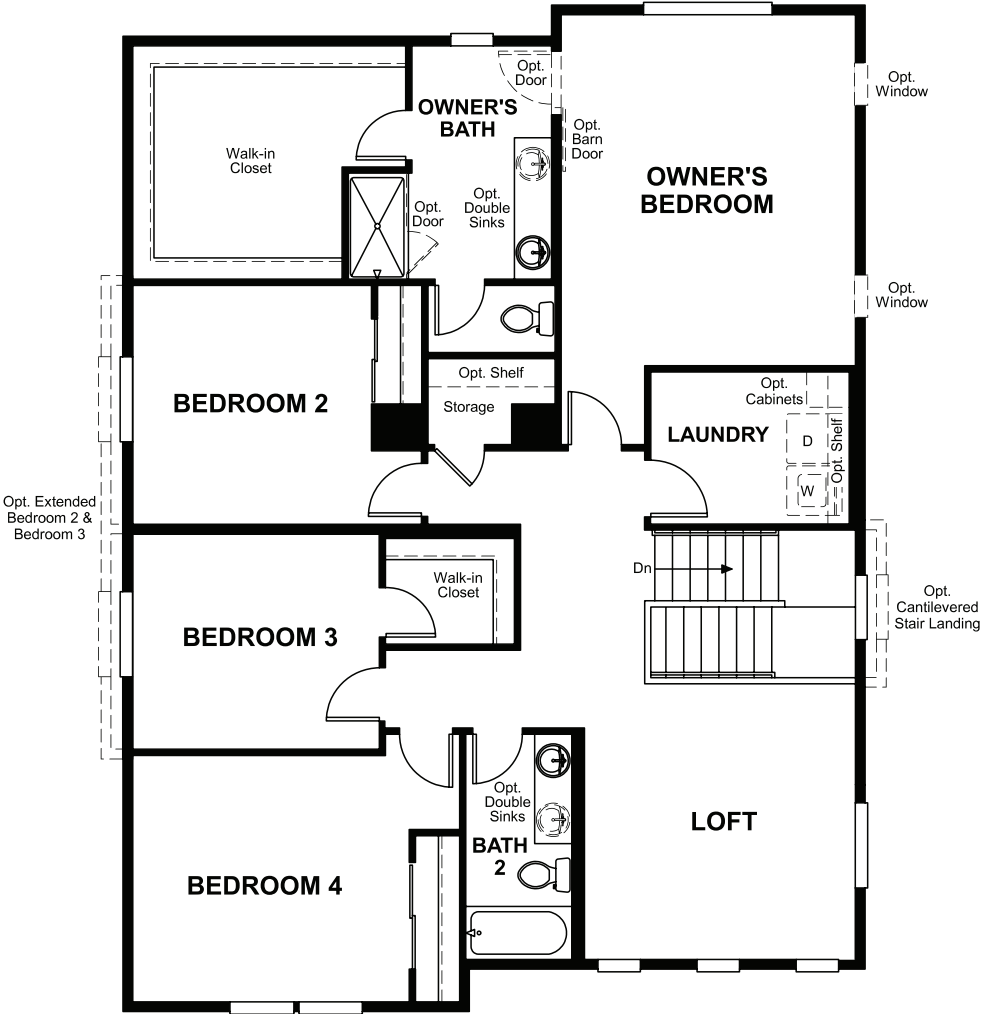 Opt.
Door
Opt.
Window
OWNER'S
BATH
Opt.
Barn
Door
Walk-in
Closet
OWNER'S
BEDROOM
Opt.
Double
Sinks
Opt.
Door
Opt.
Window
Opt. Shelf
Storage
BEDROOM 2
Opt.
Cabinets
LAUNDRY
D
Opt. Shelf
W
Opt. Extended
Bedroom 2 &
Bedroom 3
Dn
Walk-in
Closet
Opt.
Cantilevered
Stair Landing
BEDROOM 3
Opt.
Double
Sinks
LOFT
BATH
2
BEDROOM 4